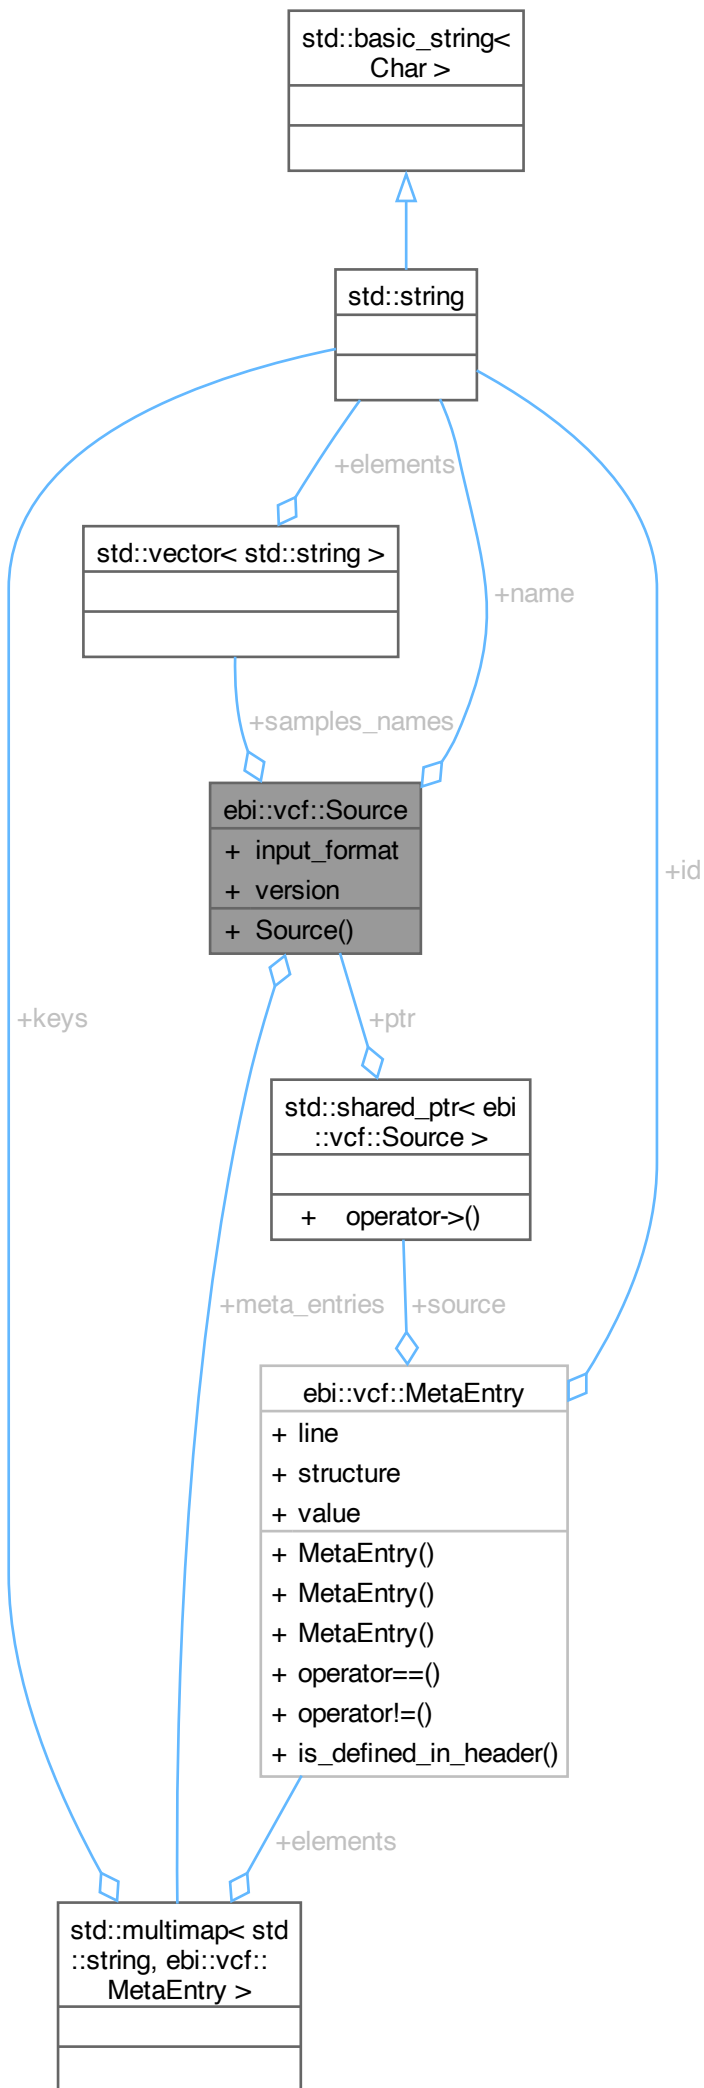 std::basic_string<
Char >
std::string
+elements
std::vector< std::string >
+name
+samples_names
ebi::vcf::Source
+ input_format
+ version
+ Source()
+id
+keys
+ptr
std::shared_ptr< ebi
::vcf::Source >
+ operator->()
+meta_entries
+source
ebi::vcf::MetaEntry
+ line
+ structure
+ value
+ MetaEntry()
+ MetaEntry()
+ MetaEntry()
+ operator==()
+ operator!=()
+ is_defined_in_header()
+elements
std::multimap< std
::string, ebi::vcf::
MetaEntry >